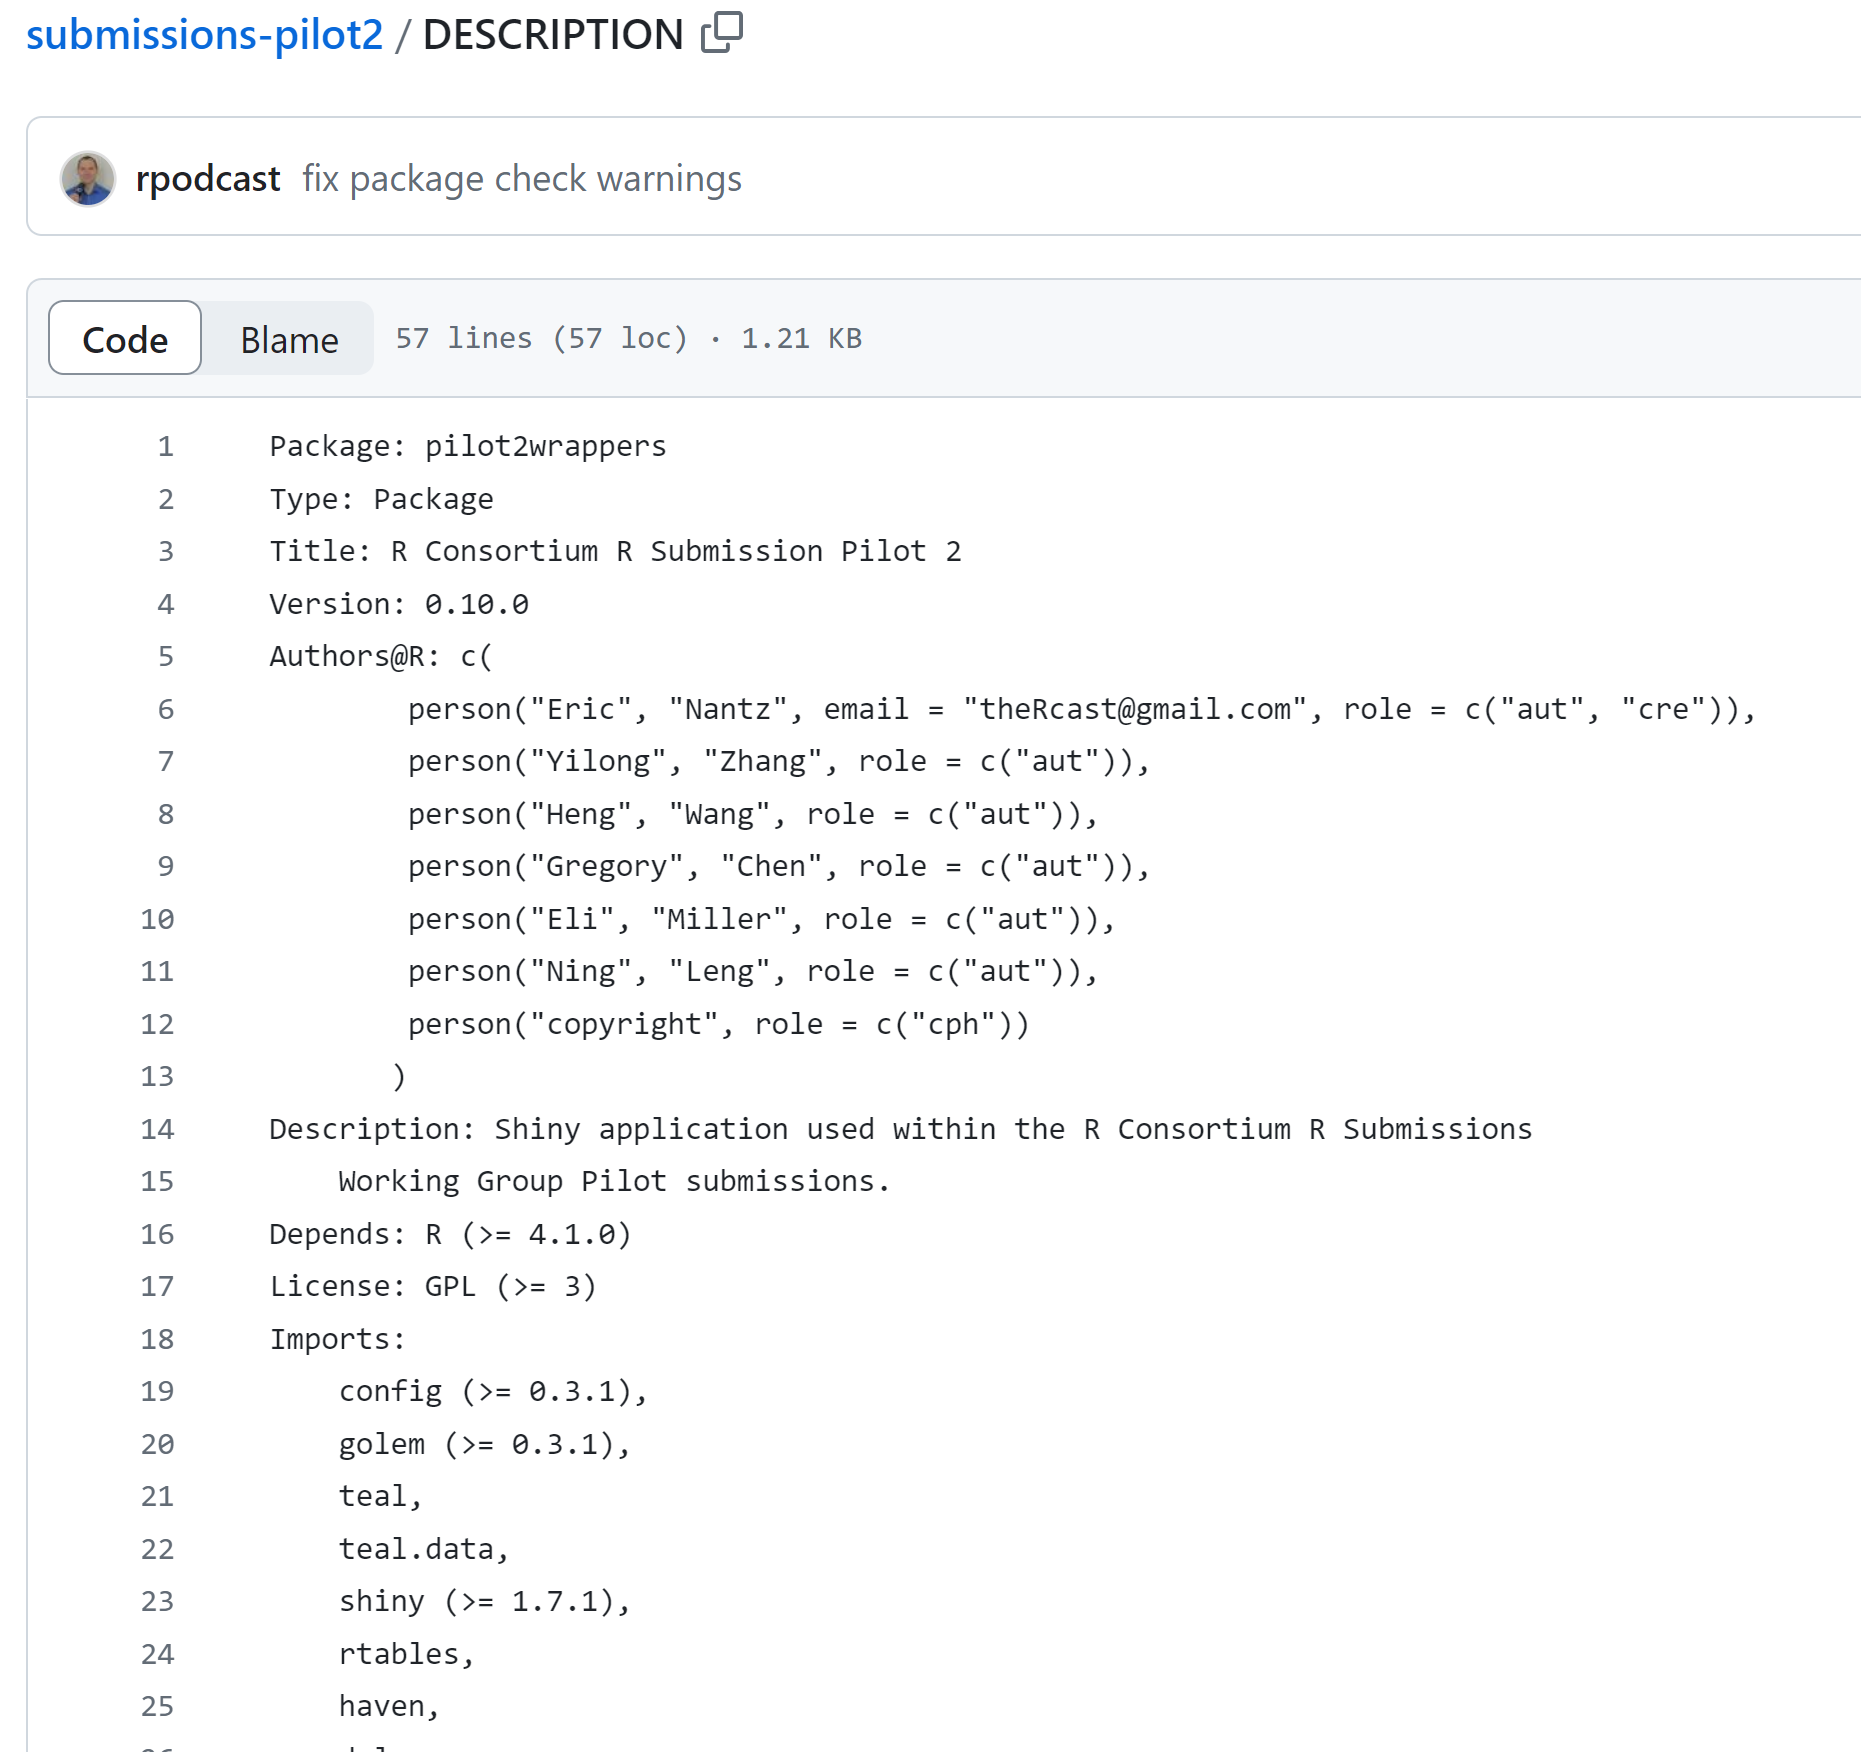 submissions-pilot2 / DESCRIPTION
rpodcast fix package check warnings
Code Blame 57 lines (57 loc) · 1.21 KB
1 Package: pilot2wrappers
2 Type: Package
3 Title: R Consortium R Submission Pilot 2
4 Version: 0.10.0
5 Authors@R: c(
6 person("Eric", "Nantz", email = "theRcast@gmail.com", role = c("aut", "cre")),
7 person("Yilong", "Zhang", role = c("aut")),
8 person("Heng", "Wang", role = c("aut")),
9 person("Gregory", "Chen", role = c("aut")),
10 person("Eli", "Miller", role = c("aut")),
11 person("Ning", "Leng", role = c("aut")),
12 person("copyright", role = c("cph"))
13 )
14 Description: Shiny application used within the R Consortium R Submissions
15 Working Group Pilot submissions.
16 Depends: R (>= 4.1.0)
17 License: GPL (>= 3)
18 Imports:
19 config (>= 0.3.1),
20 golem (>= 0.3.1),
21 teal,
22 teal.data,
23 shiny (>= 1.7.1),
24 rtables,
25 haven,